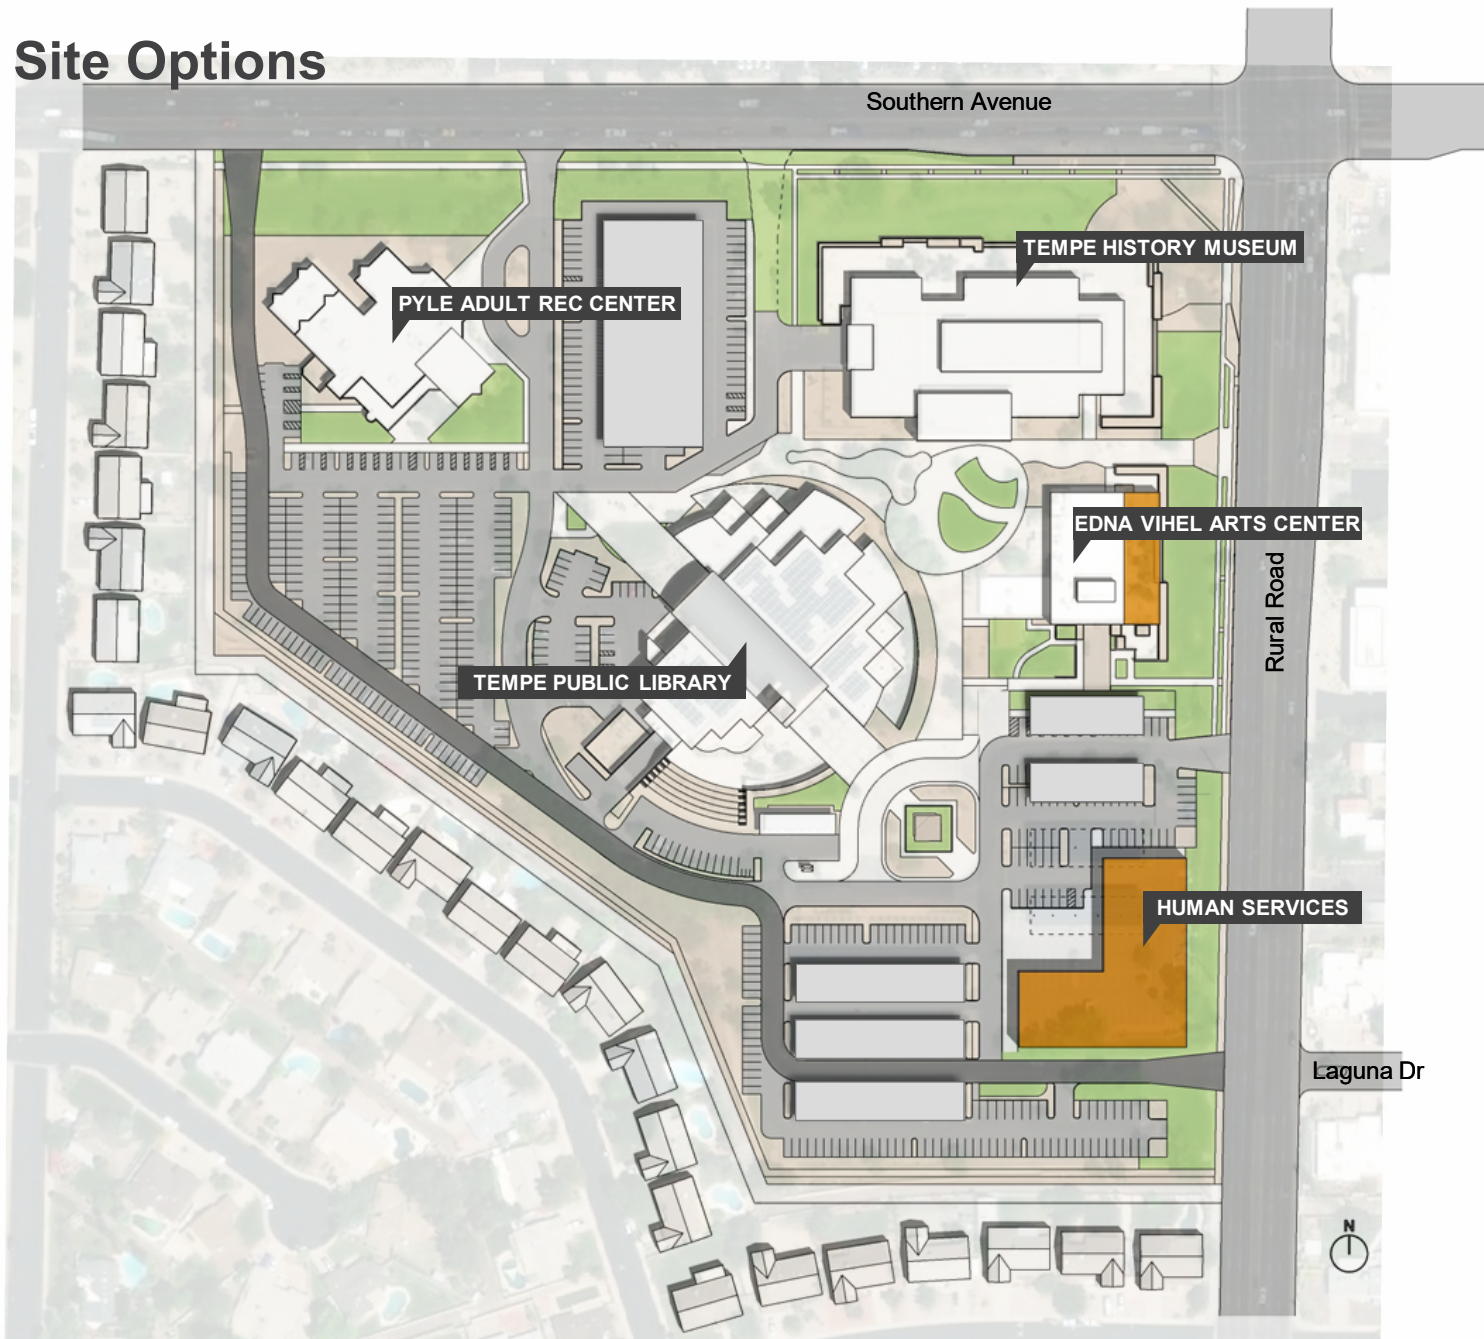 Site Options
Southern Avenue
TEMPE HISTORY MUSEUM
PYLE ADULT REC CENTER
EDNA VIHEL ARTS CENTER
Rural Road
TEMPE PUBLIC LIBRARY
HUMAN SERVICES
Laguna Dr
N